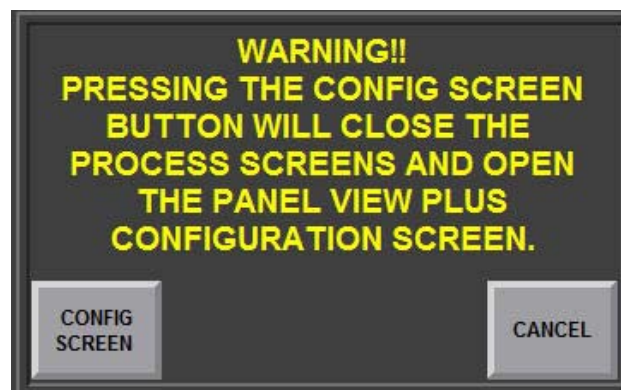 WARNING!!
PRESSING THE CONFIG SCREEN
BUTTON WILL CLOSE THE
PROCESS SCREENS AND OPEN
THE PANEL VIEW PLUS
CONFIGURATION SCREEN.
CONFIG
SCREEN
CANCEL